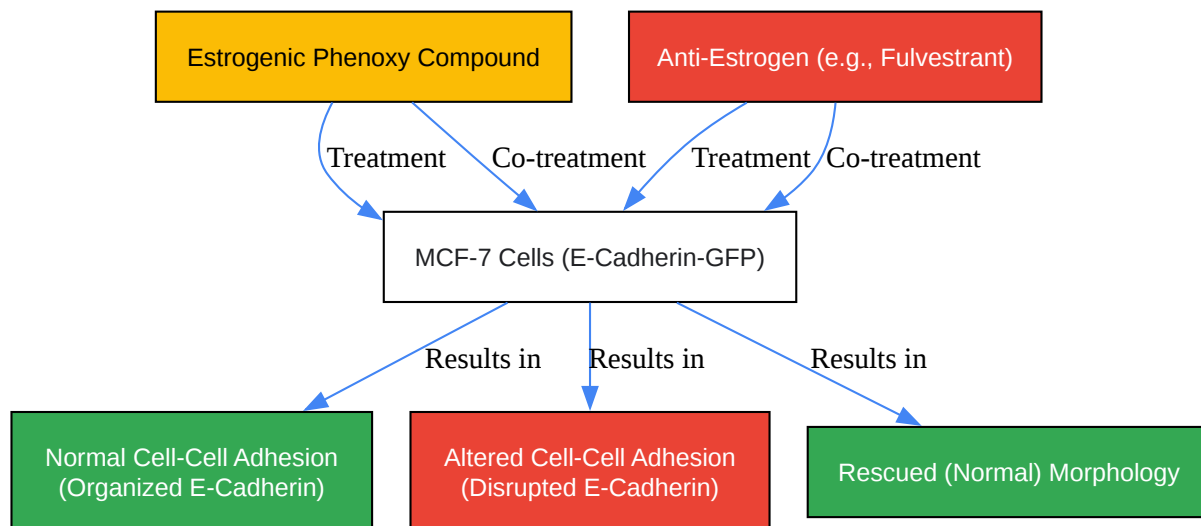 Estrogenic Phenoxy Compound
Anti-Estrogen (e.g., Fulvestrant)
Treatment
Co-treatment
Treatment
Co-treatment
MCF-7 Cells (E-Cadherin-GFP)
Results in
Results in
Results in
Normal Cell-Cell Adhesion
(Organized E-Cadherin)
Altered Cell-Cell Adhesion
(Disrupted E-Cadherin)
Rescued (Normal) Morphology